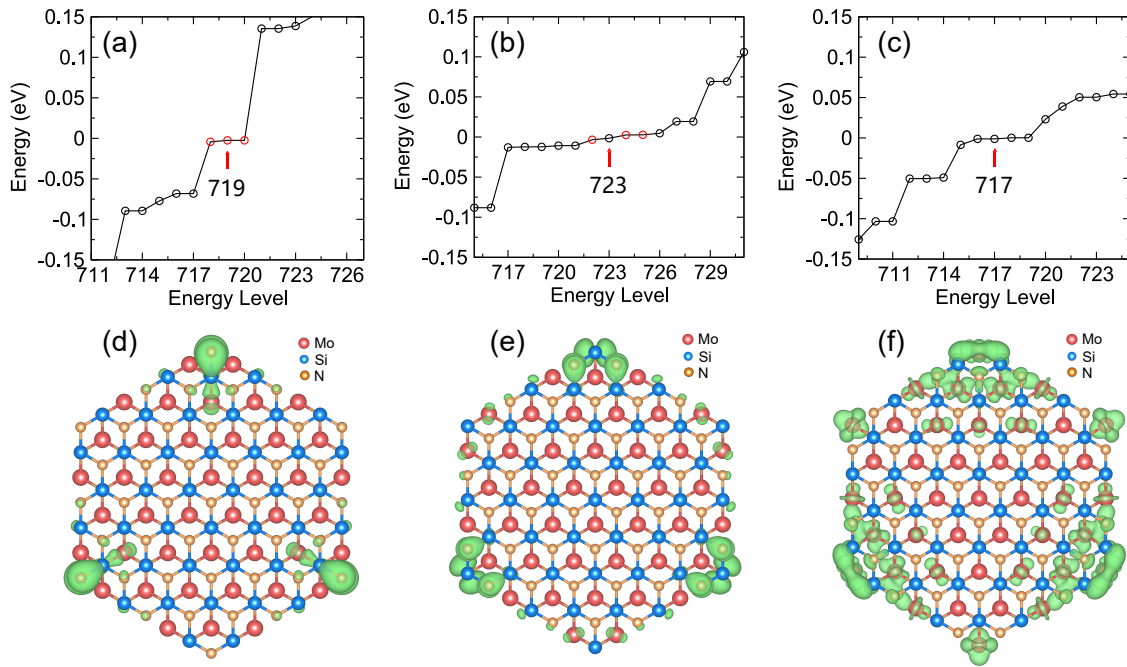 (a)
Energy (eV)
0.15
0.1
0.05
0
-0.05
-0.1
-0.15
719
711 714 717 720 723 726
Energy Level
(b)
Energy (eV)
0.15
0.1
0.05
0
-0.05
-0.1
-0.15
723
717 720 723 726 729
Energy Level
(c)
Energy (eV)
0.15
0.1
0.05
0
-0.05
-0.1
-0.15
717
711 714 717 720 723
Energy Level
(d)
Mo
Si
N
(e)
Mo
Si
N
(f)
Mo
Si
N